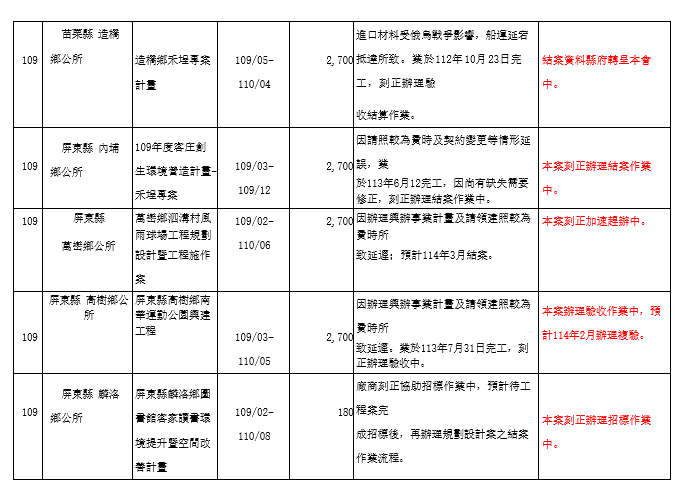 109
苗栗縣 造橋
鄉公所
造橋鄉禾埕專案
計畫
109/05-
110/04
2,700
進口材料受俄烏戰爭影響，船運延宕
抵達所致。業於112年10月23日完
工，刻正辦理驗
收結算作業。
結案資料縣府轉呈本會
中。
109
屏東縣 內埔
鄉公所
109年度客庄創
生環境營造計畫-
禾埕專案
109/03-
109/12
2,700
因請照較為費時及契約變更等情形延
誤，業
於113年6月12完工，因尚有缺失需要
修正，刻正辦理結案作業中。
本案刻正辦理結案作業
中。
109
屏東縣
萬巒鄉公所
萬巒鄉泗溝村風
雨球場工程規劃
設計暨工程施作
案
109/02-
110/06
2,700
因辦理興辦事業計畫及請領建照較為
費時所
致延遲；預計114年3月結案。
本案刻正加速趕辦中。
109
屏東縣 高樹鄉公
所
屏東縣高樹鄉南
華運動公園興建
工程
109/03-
110/05
2,700
因辦理興辦事業計畫及請領建照較為
費時所
致延遲。業於113年7月31日完工，刻
正辦理驗收中。
本案辦理驗收作業中，預
計114年2月辦理複驗。
109
屏東縣 麟洛
鄉公所
屏東縣麟洛鄉圖
書館客家讀書環
境提升暨空間改
善計畫
109/02-
110/08
180
廠商刻正協助招標作業中，預計待工
程案完
成招標後，再辦理規劃設計案之結案
作業流程。
本案刻正辦理招標作業
中。